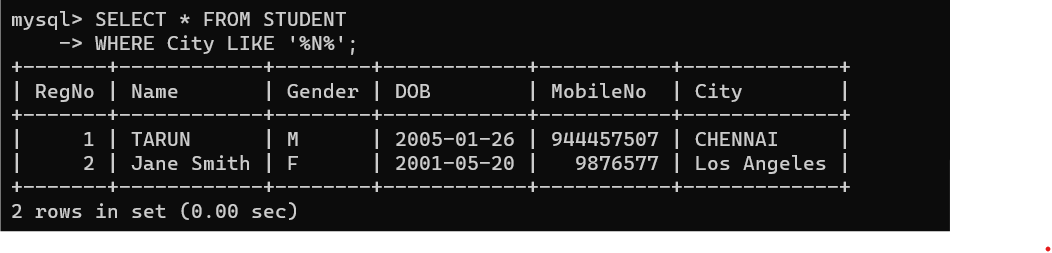 mysql> SELECT * FROM STUDENT
    -> WHERE City LIKE '%N%';
+-------+------------+--------+------------+-----------+-------------+
| RegNo | Name       | Gender | DOB        | MobileNo  | City        |
+-------+------------+--------+------------+-----------+-------------+
|     1 | TARUN      | M      | 2005-01-26 | 944457507 | CHENNAI     |
|     2 | Jane Smith | F      | 2001-05-20 |   9876577 | Los Angeles |
+-------+------------+--------+------------+-----------+-------------+
2 rows in set (0.00 sec)